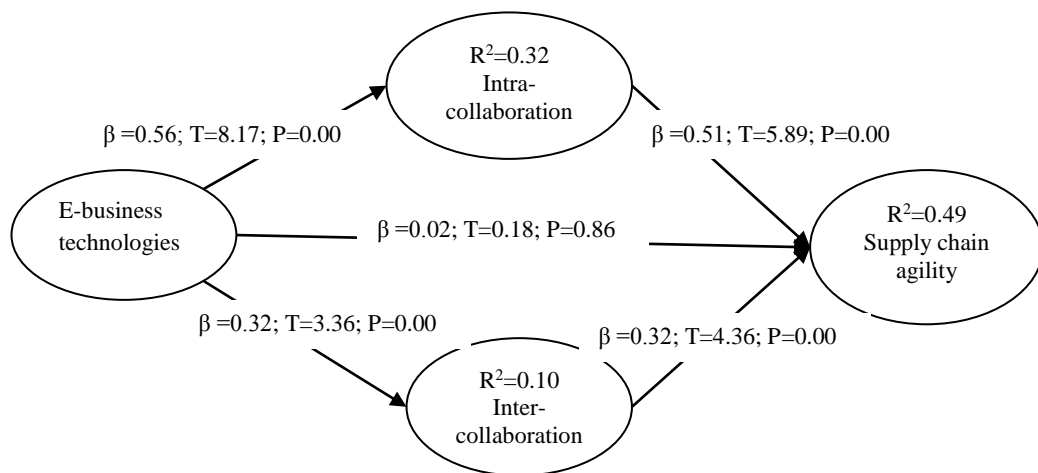 R²=0.32
Intra-
collaboration
β =0.56; T=8.17; P=0.00
β =0.51; T=5.89; P=0.00
E-business
technologies
β =0.02; T=0.18; P=0.86
R²=0.49
Supply chain
agility
β =0.32; T=3.36; P=0.00
β =0.32; T=4.36; P=0.00
R²=0.10
Inter-
collaboration